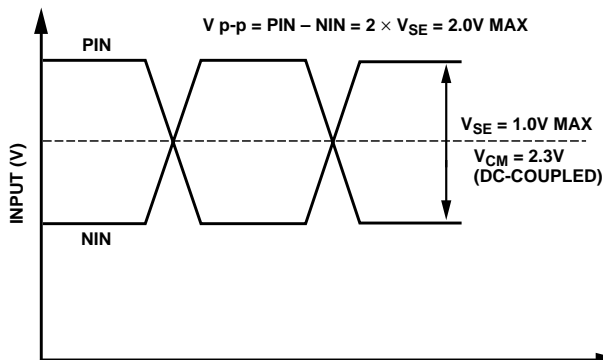 V p-p = PIN – NIN = 2 × VSE = 2.0V MAX
PIN
VSE = 1.0V MAX
VCM = 2.3V
(DC-COUPLED)
INPUT (V)
NIN